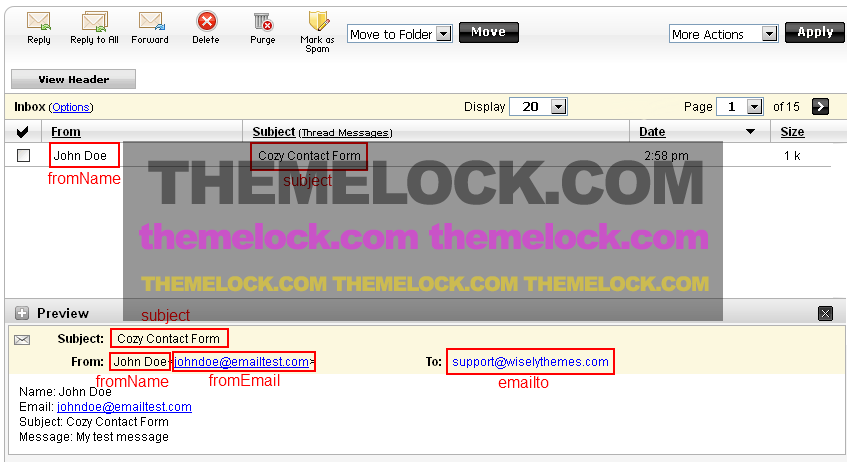 Reply Reply to All Forward Delete Purge Mark as Spam Move to Folder Move More Actions Apply
View Header
Inbox (Options) Display 20 Page 1 of 15
From Subject (Thread Messages) Date Size
John Doe Cozy Contact Form 2:58 pm 1 k
fromName subject
THEMELOCK.COM
themelock.com themelock.com
THEMELOCK.COM THEMELOCK.COM THEMELOCK.COM
subject
Preview
Subject: Cozy Contact Form
From: John Doe <johndoe@emailtest.com> To: support@wiselythemes.com
fromName fromEmail emailto
Name: John Doe
Email: johndoe@emailtest.com
Subject: Cozy Contact Form
Message: My test message